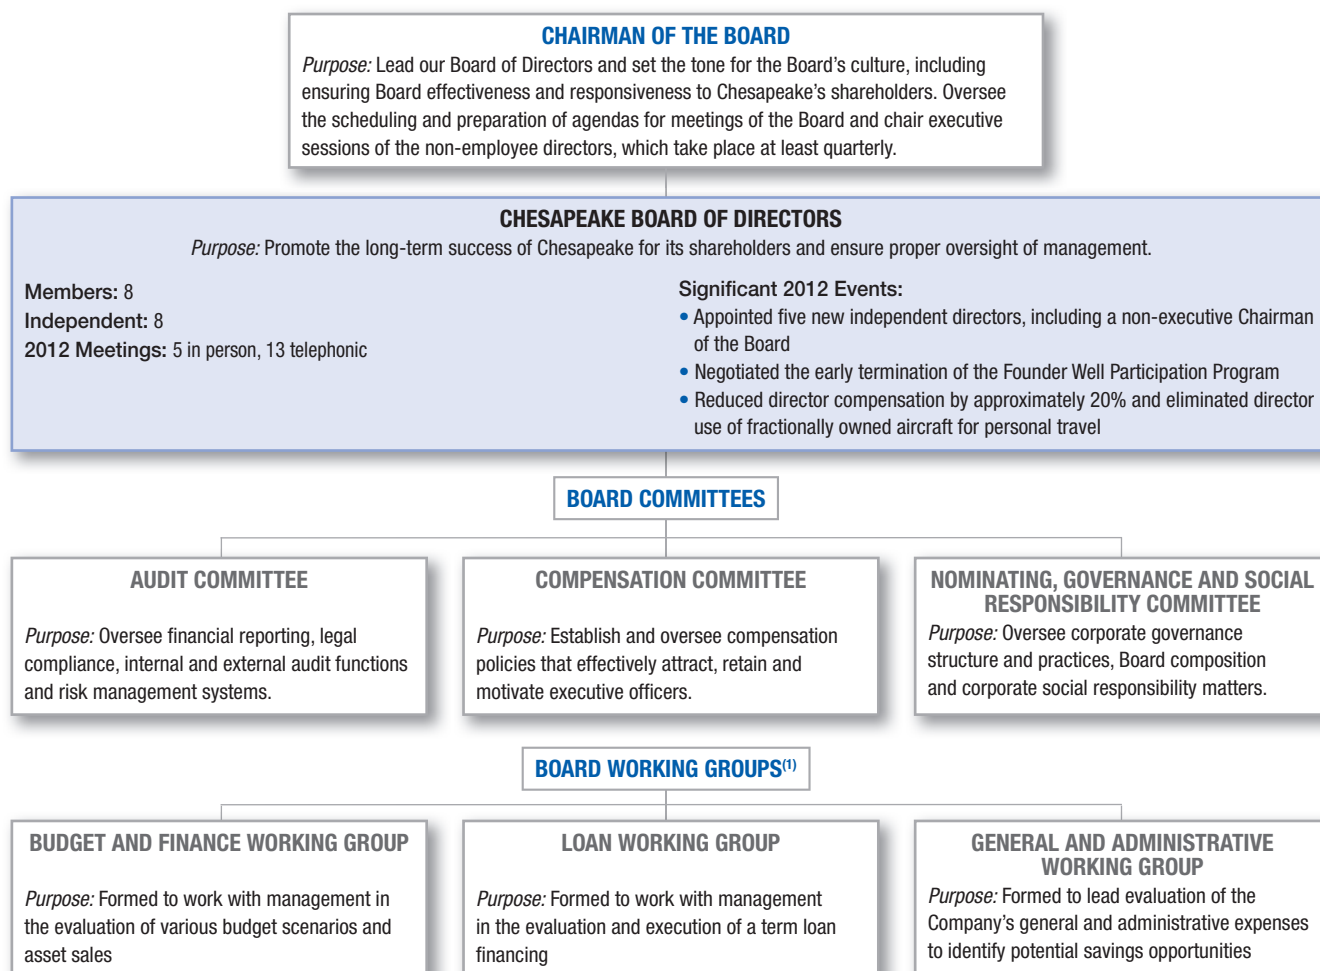 CHAIRMAN OF THE BOARD
Purpose: Lead our Board of Directors and set the tone for the Board’s culture, including
ensuring Board effectiveness and responsiveness to Chesapeake’s shareholders. Oversee
the scheduling and preparation of agendas for meetings of the Board and chair executive
sessions of the non-employee directors, which take place at least quarterly.
CHESAPEAKE BOARD OF DIRECTORS
Purpose: Promote the long-term success of Chesapeake for its shareholders and ensure proper oversight of management.
Members: 8
Independent: 8
2012 Meetings: 5 in person, 13 telephonic
Significant 2012 Events:
• Appointed five new independent directors, including a non-executive Chairman
of the Board
• Negotiated the early termination of the Founder Well Participation Program
• Reduced director compensation by approximately 20% and eliminated director
use of fractionally owned aircraft for personal travel
BOARD COMMITTEES
AUDIT COMMITTEE
Purpose: Oversee financial reporting, legal
compliance, internal and external audit functions
and risk management systems.
COMPENSATION COMMITTEE
Purpose: Establish and oversee compensation
policies that effectively attract, retain and
motivate executive officers.
NOMINATING, GOVERNANCE AND SOCIAL
RESPONSIBILITY COMMITTEE
Purpose: Oversee corporate governance
structure and practices, Board composition
and corporate social responsibility matters.
BOARD WORKING GROUPS(1)
BUDGET AND FINANCE WORKING GROUP
Purpose: Formed to work with management in
the evaluation of various budget scenarios and
asset sales
LOAN WORKING GROUP
Purpose: Formed to work with management
in the evaluation and execution of a term loan
financing
GENERAL AND ADMINISTRATIVE
WORKING GROUP
Purpose: Formed to lead evaluation of the
Company’s general and administrative expenses
to identify potential savings opportunities